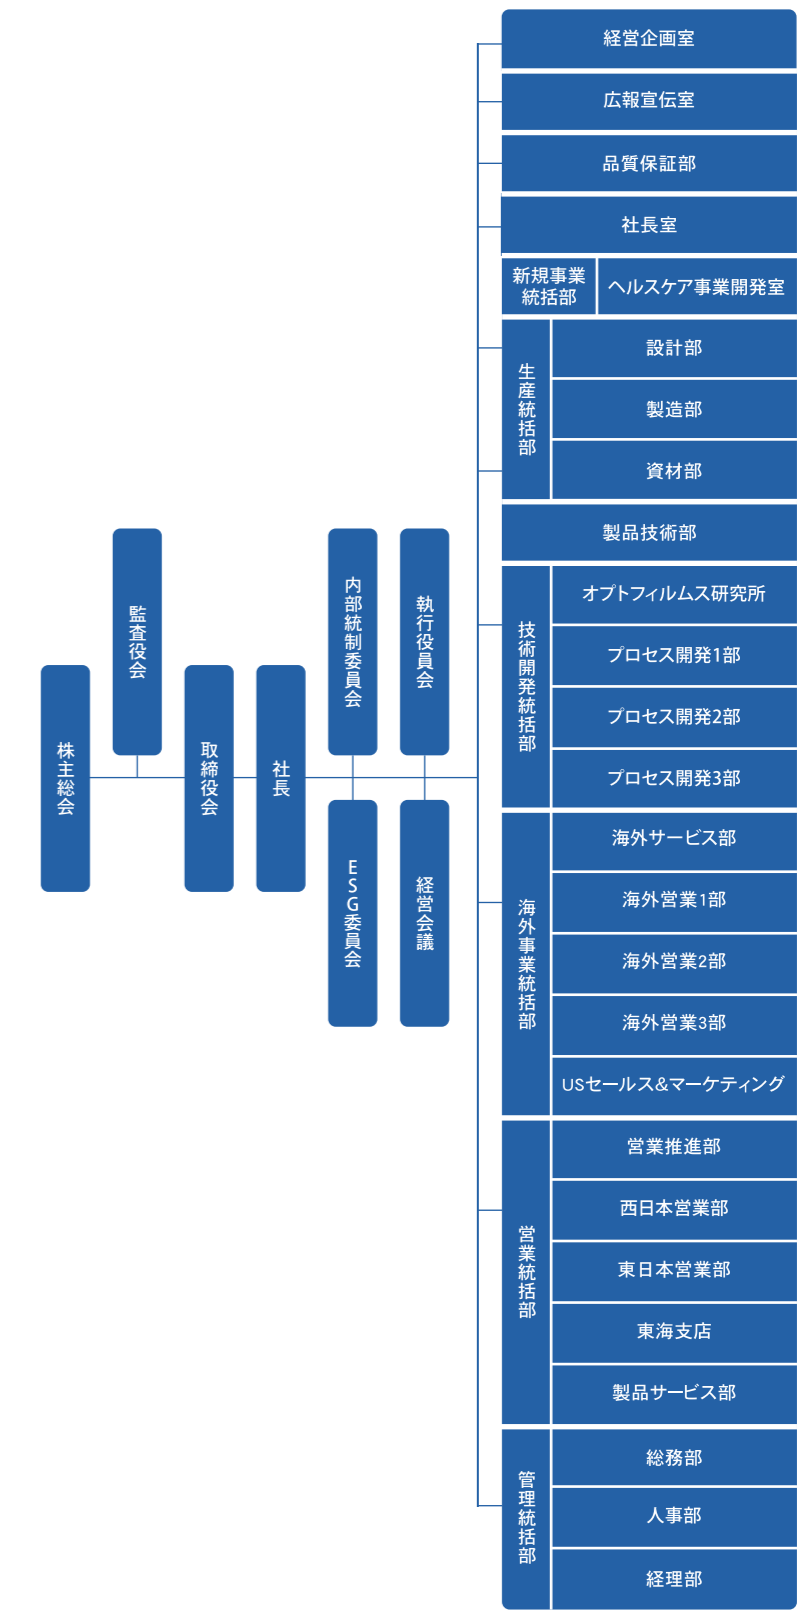 株主総会
監査役会
取締役会
社長
内部統制委員会
ESG委員会
執行役員会
経営会議
経営企画室
広報宣伝室
品質保証部
社長室
新規事業
統括部
ヘルスケア事業開発室
生産統括部
設計部
製造部
資材部
製品技術部
技術開発統括部
オプトフィルムス研究所
プロセス開発1部
プロセス開発2部
プロセス開発3部
海外事業統括部
海外サービス部
海外営業1部
海外営業2部
海外営業3部
USセールス&マーケティング
営業統括部
営業推進部
西日本営業部
東日本営業部
東海支店
製品サービス部
管理統括部
総務部
人事部
経理部